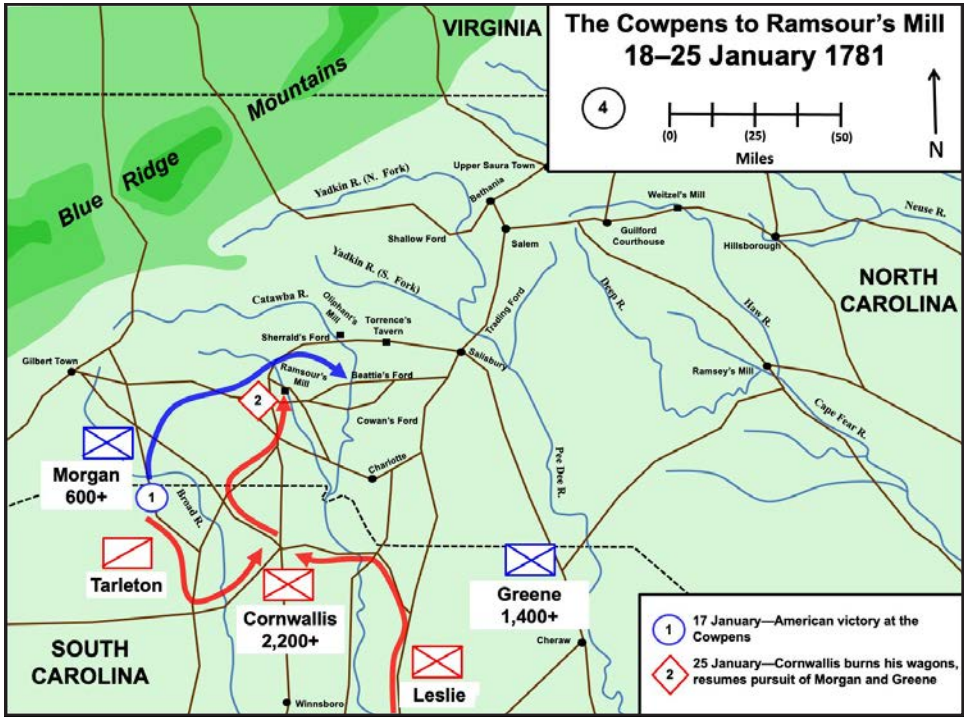 VIRGINIA
The Cowpens to Ramsour's Mill
18–25 January 1781
4
(0)
(25)
(50)
Miles
N
Blue Ridge Mountains
Upper Saura Town
Bethania
Yadkin R. (N. Fork)
Weitzel's Mill
Neuse R.
Shallow Ford
Salem
Guilford
Courthouse
Hillsborough
Yadkin R. (S. Fork)
NORTH
CAROLINA
Catawba R.
Oliphant's
Mill
Trading Ford
Deep R.
Haw R.
Torrence's
Tavern
Sherrald's Ford
Salisbury
Gilbert Town
Ramsour's
Mill
Beattie's Ford
Ramsey's Mill
2
Cowan's Ford
Cape Fear R.
Morgan
600+
Charlotte
Pee Dee R.
1
Broad R.
Tarleton
Cornwallis
2,200+
Greene
1,400+
Cheraw
SOUTH
CAROLINA
Leslie
Winnsboro
1
17 January—American victory at the
Cowpens
2
25 January—Cornwallis burns his wagons,
resumes pursuit of Morgan and Greene